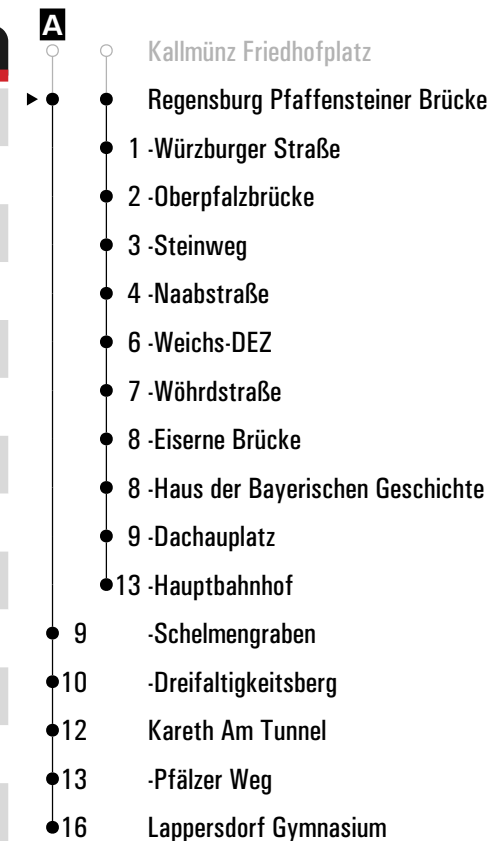 A
Kallmünz Friedhofplatz
Regensburg Pfaffensteiner Brücke
1 -Würzburger Straße
2 -Oberpfalzbrücke
3 -Steinweg
4 -Naabstraße
6 -Weichs-DEZ
7 -Wöhrdstraße
8 -Eiserne Brücke
8 -Haus der Bayerischen Geschichte
9 -Dachauplatz
13 -Hauptbahnhof
9 -Schelmengraben
10 -Dreifaltigkeitsberg
12 Kareth Am Tunnel
13 -Pfälzer Weg
16 Lappersdorf Gymnasium